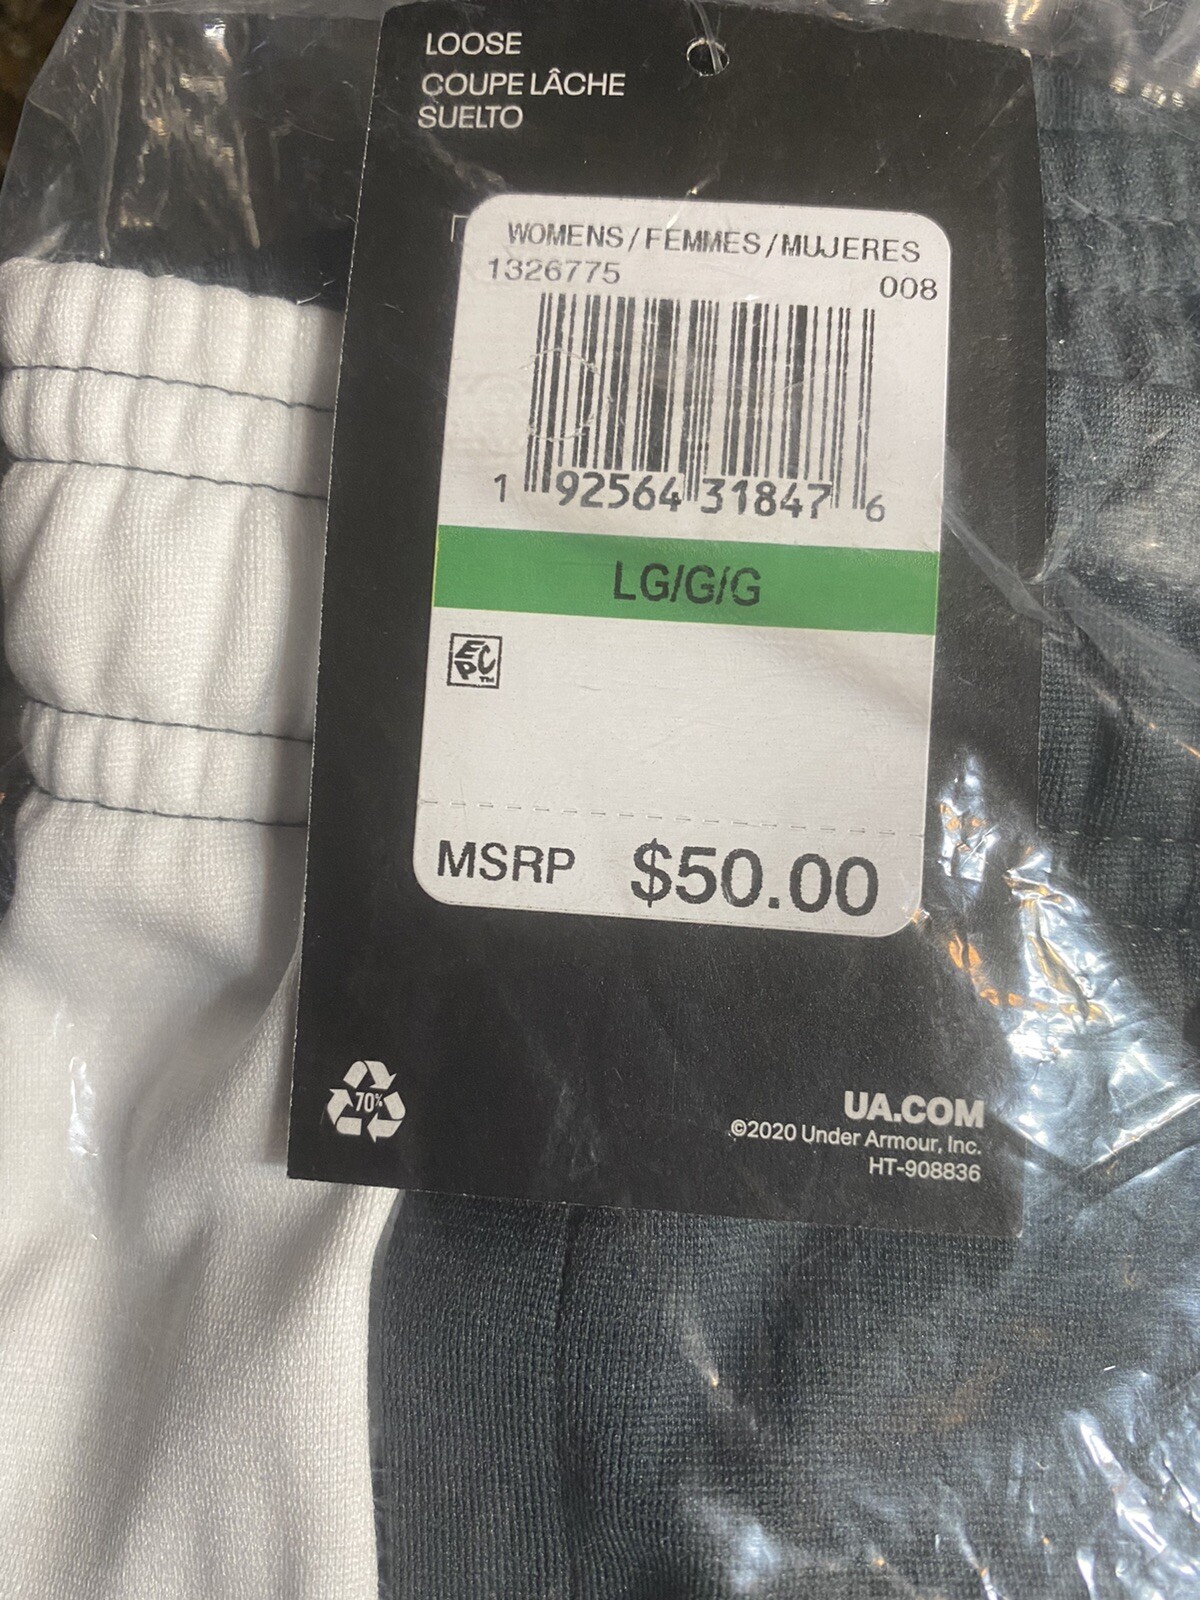 LOOSE
COUPE LÂCHE
SUELTO
WOMENS/FEMMES/MUJERES
1326775 008
1 92564 31847 6
LG/G/G
EPC™
MSRP $50.00
70%
UA.COM
©2020 Under Armour, Inc.
HT-908836